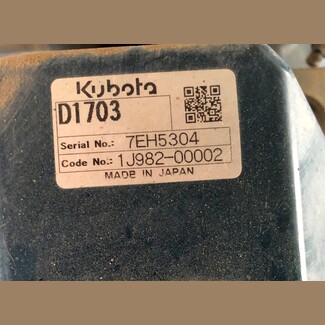 Kubota
D1703
Serial No.: 7EH5304
Code No.: 1J982-00002
MADE IN JAPAN